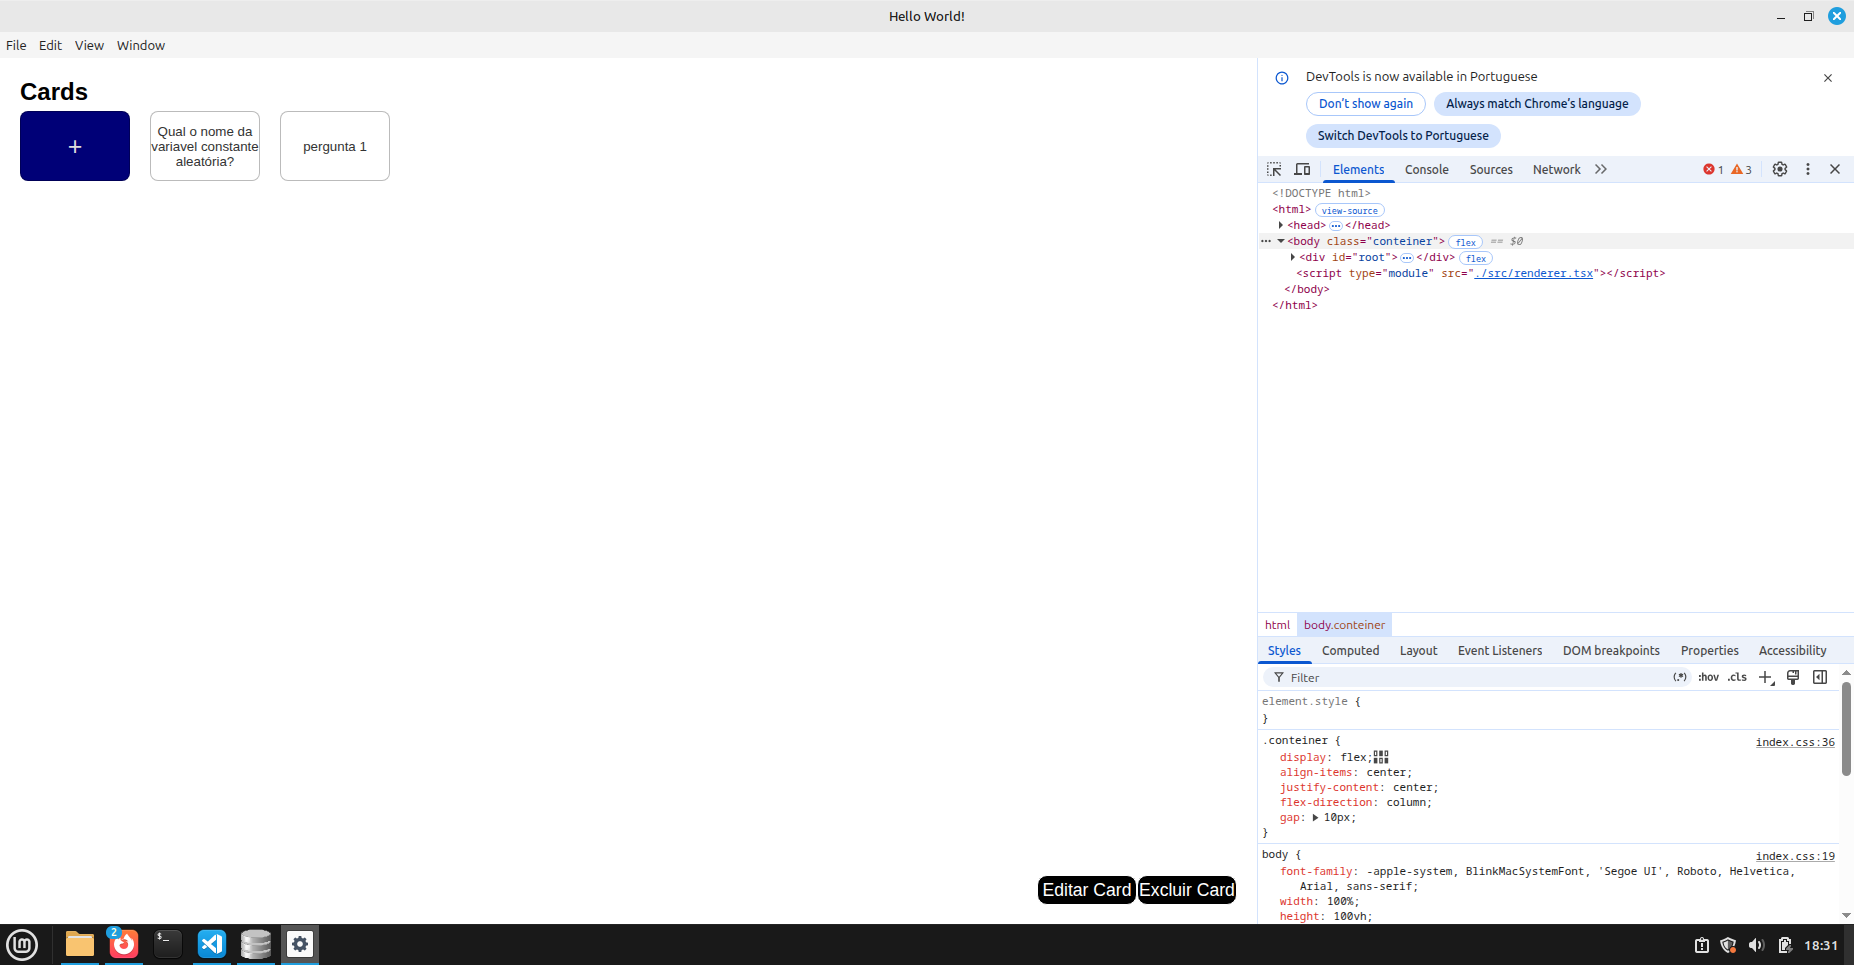 Hello World!
File Edit View Window
Cards
+
Qual o nome da
variavel constante
aleatória?
pergunta 1
Editar Card Excluir Card
DevTools is now available in Portuguese
Don't show again Always match Chrome's language
Switch DevTools to Portuguese
Elements Console Sources Network 1 3
<!DOCTYPE html>
<html> view-source
<head> ··· </head>
··· <body class="conteiner"> flex == $0
<div id="root"> ··· </div> flex
<script type="module" src="./src/renderer.tsx"></script>
</body>
</html>
html body.conteiner
Styles Computed Layout Event Listeners DOM breakpoints Properties Accessibility
Filter (.*) :hov .cls
element.style {
}
.conteiner { index.css:36
display: flex;
align-items: center;
justify-content: center;
flex-direction: column;
gap: 10px;
}
body { index.css:19
font-family: -apple-system, BlinkMacSystemFont, 'Segoe UI', Roboto, Helvetica,
Arial, sans-serif;
width: 100%;
height: 100vh;
2
$_
18:31